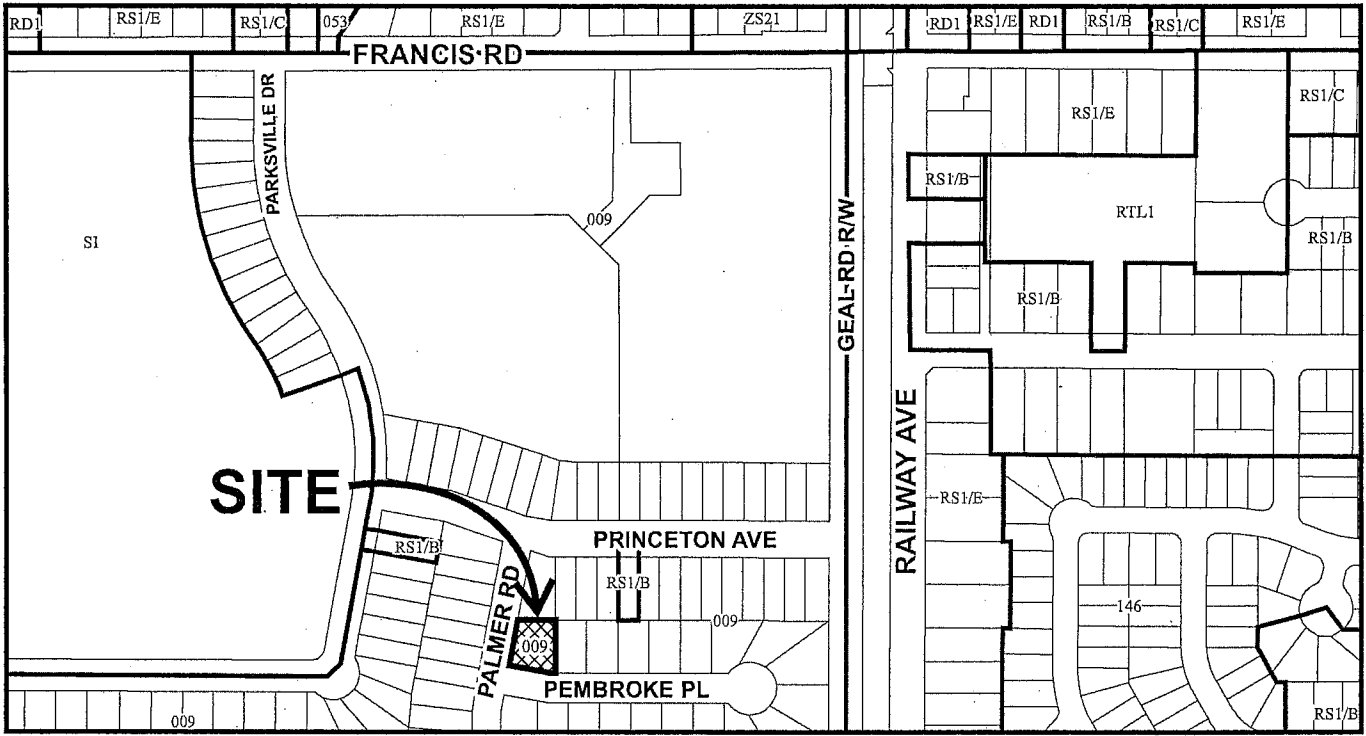 RD1
RS1/E
RS1/C
053
RS1/E
ZS21
RD1
RS1/E
RD1
RS1/B
RS1/C
RS1/E
FRANCIS RD
PARKSVILLE DR
RS1/E
RS1/C
RS1/B
RTL1
RS1/B
S1
009
GEAL RD R/W
RS1/B
RAILWAY AVE
SITE
RS1/E
PRINCETON AVE
RS1/B
RS1/B
146
PALMER RD
009
009
PEMBROKE PL
009
RS1/B